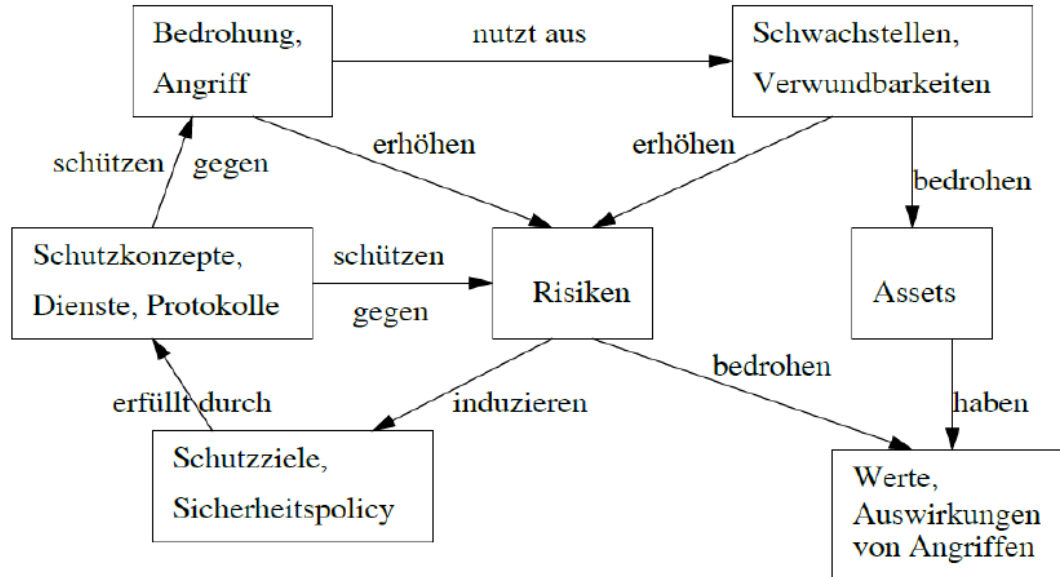 Bedrohung,
Angriff
nutzt aus
Schwachstellen,
Verwundbarkeiten
schützen gegen
erhöhen
erhöhen
bedrohen
Schutzkonzepte,
Dienste, Protokolle
schützen
gegen
Risiken
Assets
erfüllt durch
induzieren
bedrohen
haben
Schutzziele,
Sicherheitspolicy
Werte,
Auswirkungen
von Angriffen